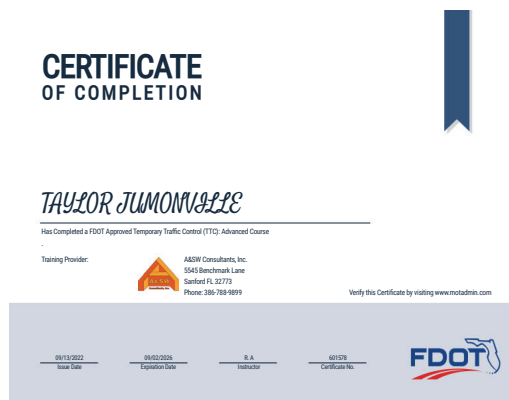 CERTIFICATE
OF COMPLETION
TAYLOR JUMONVILLE
Has Completed a FDOT Approved Temporary Traffic Control (TTC): Advanced Course
.
Training Provider:
A&SW
A&SW Consultants, Inc.
5545 Benchmark Lane
Sanford FL 32773
Phone: 386-788-9899
Verify this Certificate by visiting www.motadmin.com
09/13/2022 09/02/2026 R. A 601578
Issue Date Expiration Date Instructor Certificate No.
FDOT